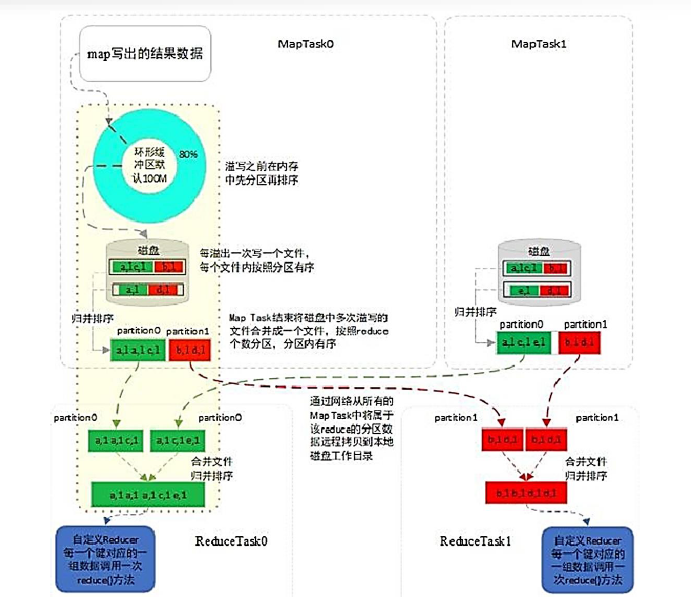 MapTask0
MapTask1
map写出的结果数据
环形缓
冲区默
认100M
80%
溢写之前在内存
中先分区再排序
磁盘
a,1c,1 b,1
a,1 d,1
每溢出一次写一个文件,
每个文件内按照分区有序
磁盘
a,1c,1 b,1
e,1 d,1
归并排序
Map Task结束将磁盘中多次溢写的
文件合并成一个文件，按照reduce
个数分区，分区内有序
归并排序
partition0 partition1
a,1 a,1 c,1 b,1 d,1
partition0 partition1
a,1 c,1 e,1 b,1 d,1
通过网络从所有的
MapTask中将属于
该reduce的分区数
据远程拷贝到本地
磁盘工作目录
partition0 partition0
a,1 a,1 c,1 a,1 c,1 e,1
合并文件
归并排序
a,1 a,1 a,1 c,1 c,1 e,1
partition1 partition1
b,1 d,1 b,1 d,1
合并文件
归并排序
b,1 b,1 d,1 d,1
自定义Reducer
每一个键对应的一
组数据调用一次
reduce()方法
ReduceTask0
ReduceTask1
自定义Reducer
每一个键对应的
一组数据调用一
次reduce()方法